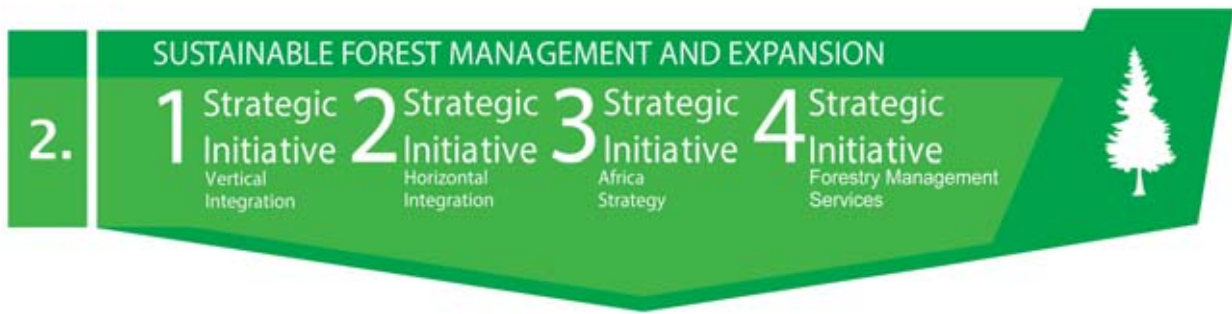 SUSTAINABLE FOREST MANAGEMENT AND EXPANSION
2.
1 Strategic
Initiative
Vertical
Integration
2 Strategic
Initiative
Horizontal
Integration
3 Strategic
Initiative
Africa
Strategy
4 Strategic
Initiative
Forestry Management
Services